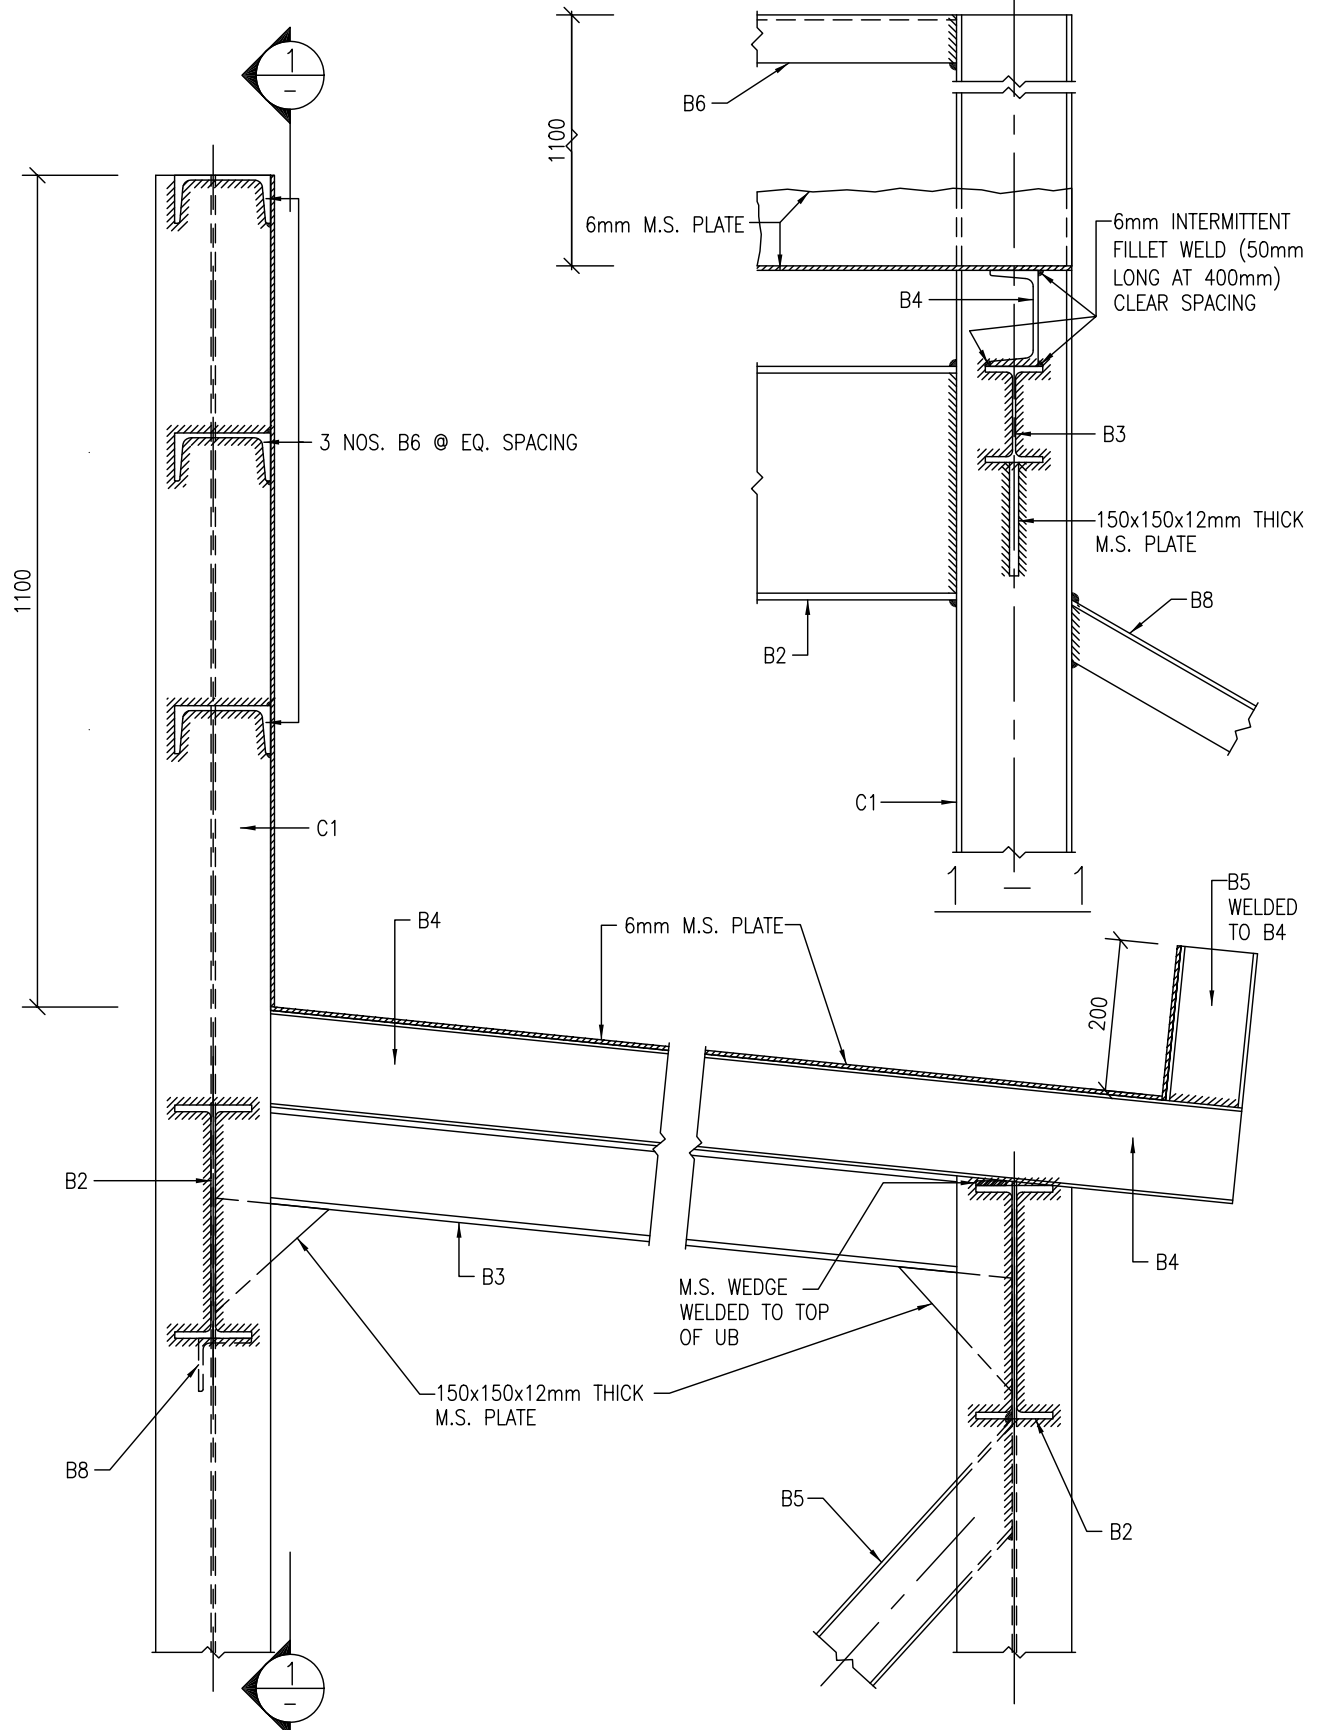 1
–
B6
1100
6mm M.S. PLATE
6mm INTERMITTENT
FILLET WELD (50mm
LONG AT 400mm)
CLEAR SPACING
B4
3 NOS. B6 @ EQ. SPACING
B3
150x150x12mm THICK
M.S. PLATE
1100
B8
B2
C1
C1
1 – 1
B5
WELDED
TO B4
B4
6mm M.S. PLATE
200
B2
B4
B3
M.S. WEDGE
WELDED TO TOP
OF UB
150x150x12mm THICK
M.S. PLATE
B8
B5
B2
1
–